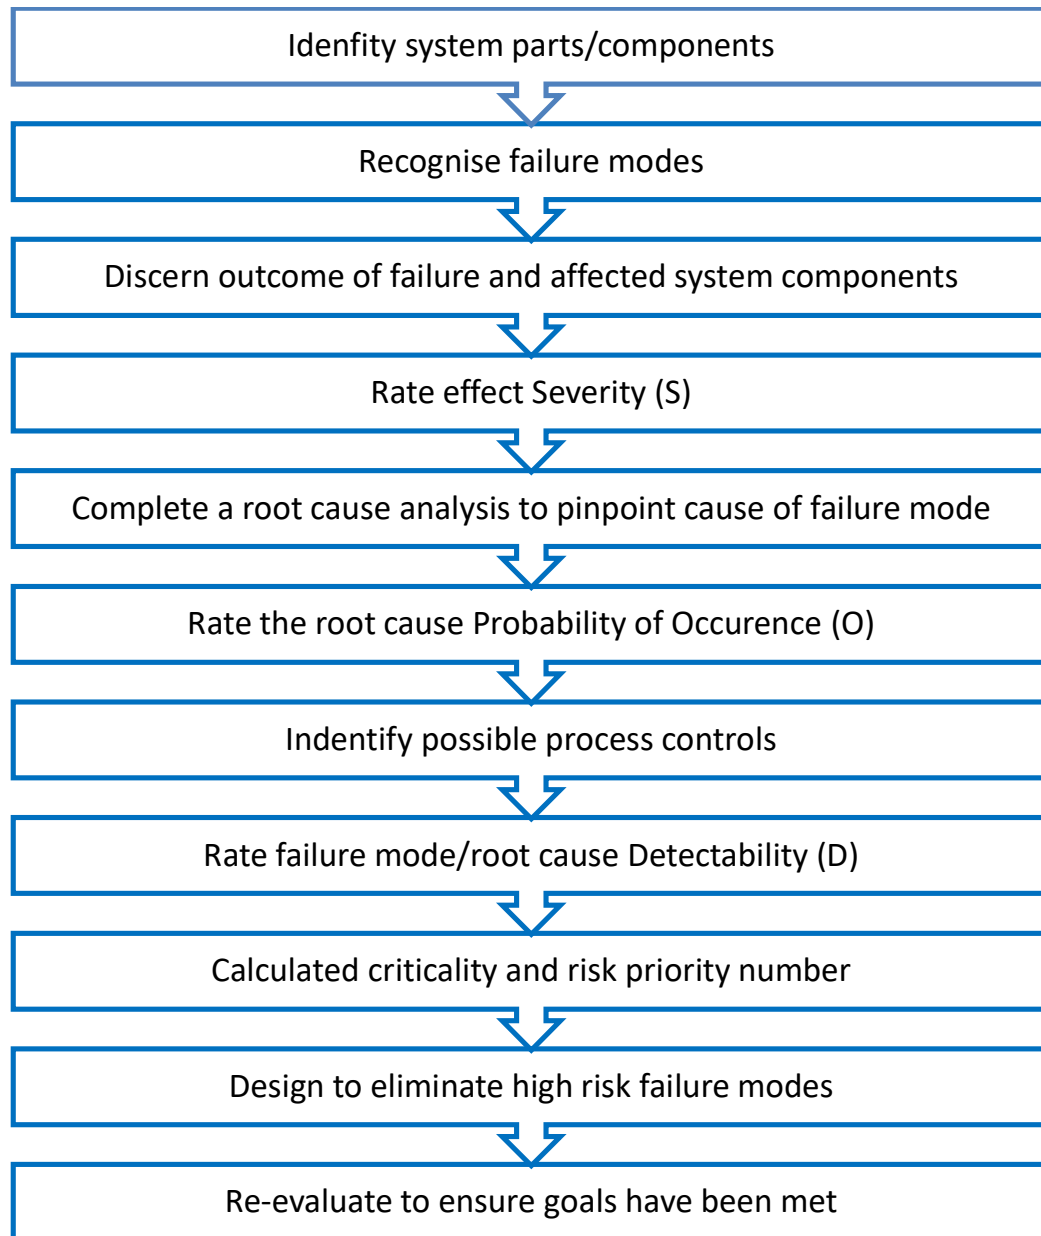 Idenfity system parts/components
Recognise failure modes
Discern outcome of failure and affected system components
Rate effect Severity (S)
Complete a root cause analysis to pinpoint cause of failure mode
Rate the root cause Probability of Occurence (O)
Indentify possible process controls
Rate failure mode/root cause Detectability (D)
Calculated criticality and risk priority number
Design to eliminate high risk failure modes
Re-evaluate to ensure goals have been met